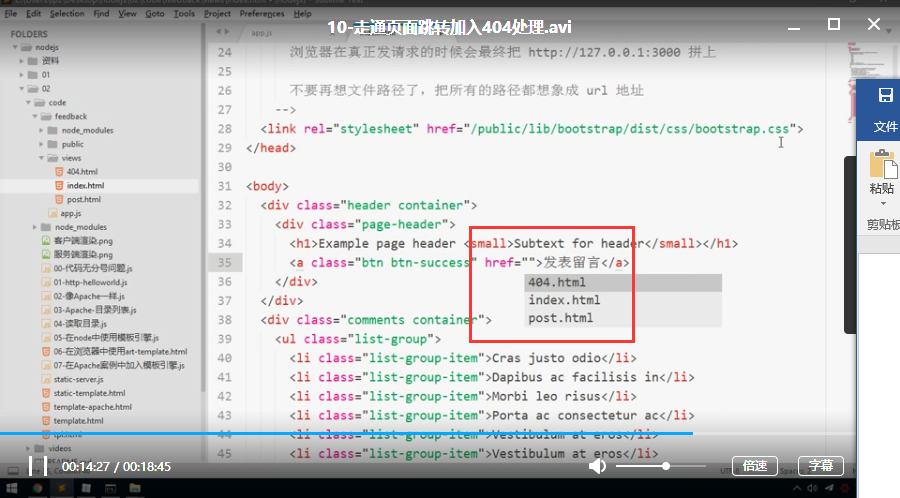 10-走通页面跳转加入404处理.avi
File Edit Selection Find View Goto Tools Project Preferences Help
FOLDERS
nodejs
资料
01
02
code
feedback
node_modules
public
views
404.html
index.html
post.html
app.js
node_modules
客户端渲染.png
服务端渲染.png
00-代码无分号问题.js
01-http-helloworld.js
02-像Apache一样.js
03-Apache-目录列表.js
04-读取目录.js
05-在node中使用模板引擎.js
06-在浏览器中使用art-template.html
07-在Apache案例中加入模板引擎.js
static-server.js
static-template.html
template-apache.html
template.html
tpl.html
videos
README.md
app.js
24 浏览器在真正发请求的时候会最终把 http://127.0.0.1:3000 拼上
25
26 不要再想文件路径了，把所有的路径都想象成 url 地址
27 -->
28 <link rel="stylesheet" href="/public/lib/bootstrap/dist/css/bootstrap.css">
29 </head>
30
31 <body>
32 <div class="header container">
33 <div class="page-header">
34 <h1>Example page header <small>Subtext for header</small></h1>
35 <a class="btn btn-success" href="">发表留言</a>
404.html
index.html
post.html
36 </div>
37 </div>
38 <div class="comments container">
39 <ul class="list-group">
40 <li class="list-group-item">Cras justo odio</li>
41 <li class="list-group-item">Dapibus ac facilisis in</li>
42 <li class="list-group-item">Morbi leo risus</li>
43 <li class="list-group-item">Porta ac consectetur ac</li>
44 <li class="list-group-item">Vestibulum at eros</li>
45 <li class="list-group-item">Vestibulum at eros</li>
文件
粘贴
剪贴板
00:14:27 / 00:18:45
倍速
字幕